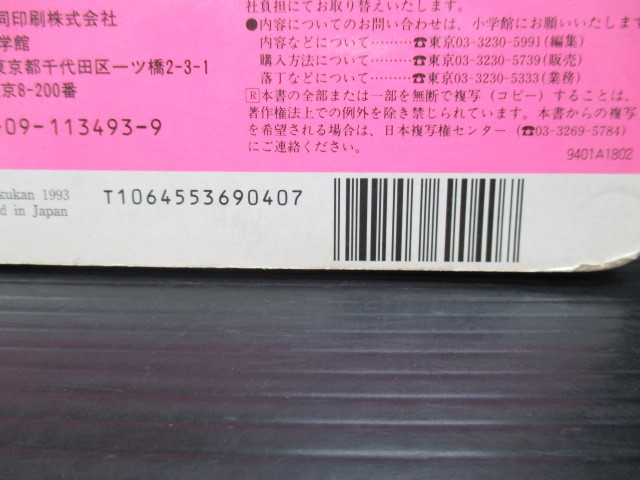 同印刷株式会社
学館
東京都千代田区一ツ橋2-3-1
京8-200番
-09-113493-9
社負担にてお取り替えいたします。
●内容についてのお問い合わせは、小学館にお願いいたします
内容などについて………☎東京03-3230-5991(編集)
購入方法について………☎東京03-3230-5739(販売)
落丁などについて………☎東京03-3230-5333(業務)
R本書の全部または一部を無断で複写(コピー)することは、
著作権法上での例外を除き禁じられています。本書からの複写
を希望される場合は、日本複写権センター(☎03-3269-5784)
にご連絡ください。
9401A1802
kukan 1993
d in Japan
T1064553690407